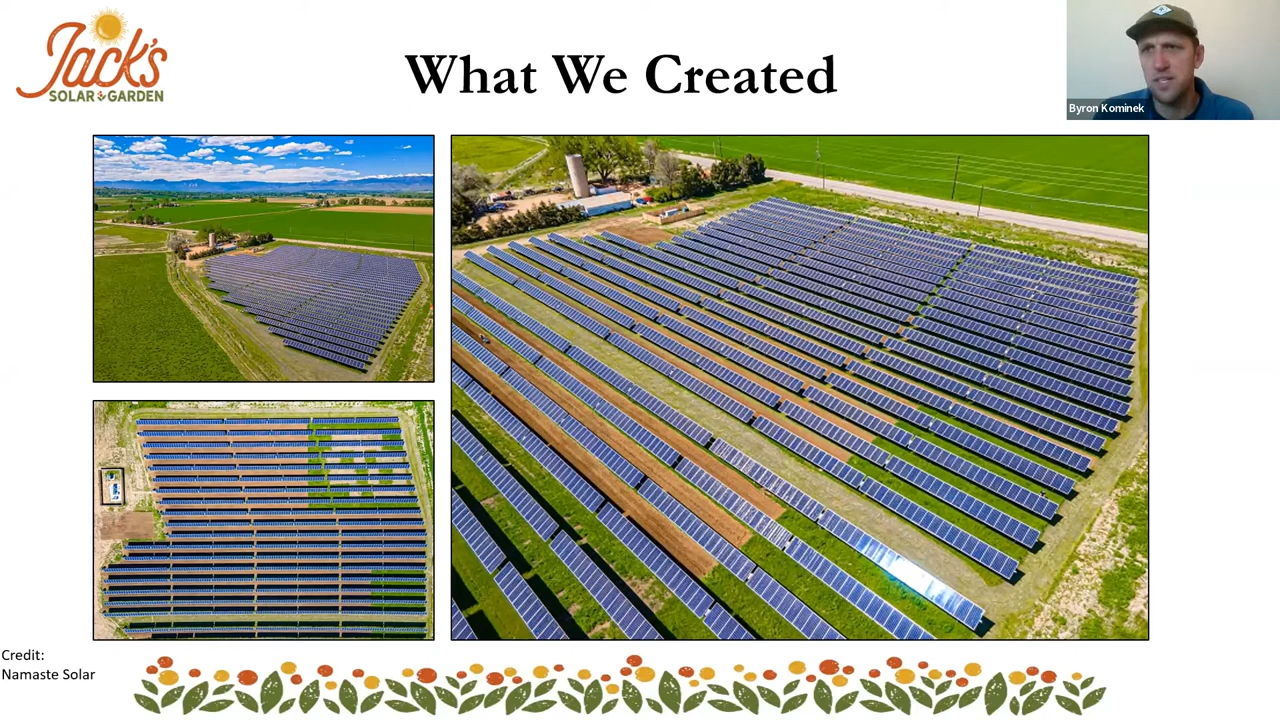 Jack's
SOLAR & GARDEN
What We Created
Byron Kominek
Credit:
Namaste Solar